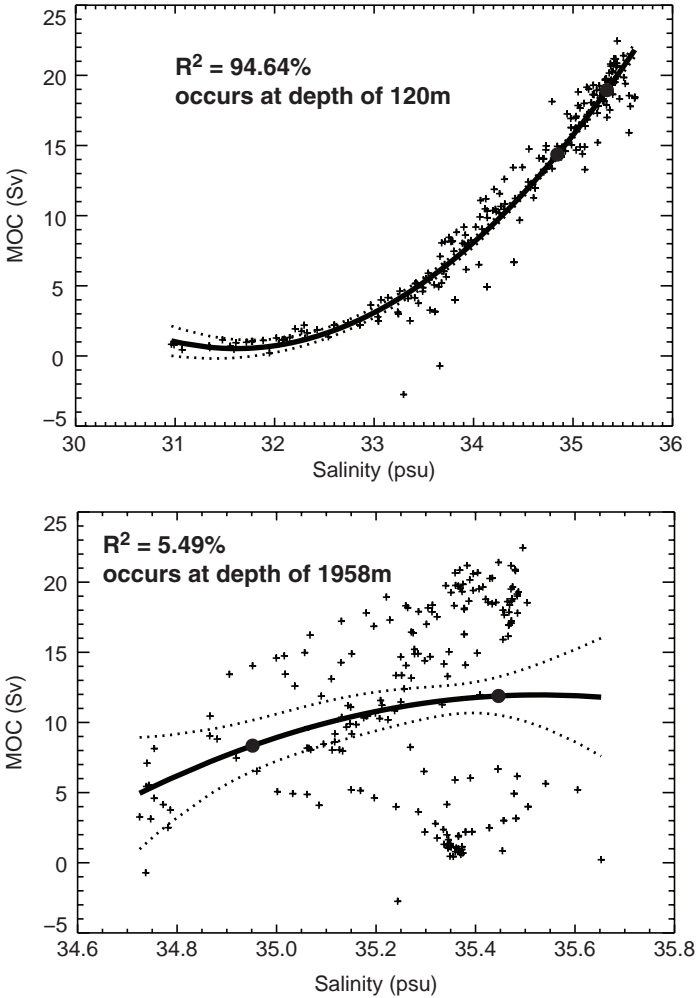 25
20
15
10
5
0
−5
MOC (Sv)
R² = 94.64%
occurs at depth of 120m
30 31 32 33 34 35 36
Salinity (psu)
25
20
15
10
5
0
−5
MOC (Sv)
R² = 5.49%
occurs at depth of 1958m
34.6 34.8 35.0 35.2 35.4 35.6 35.8
Salinity (psu)